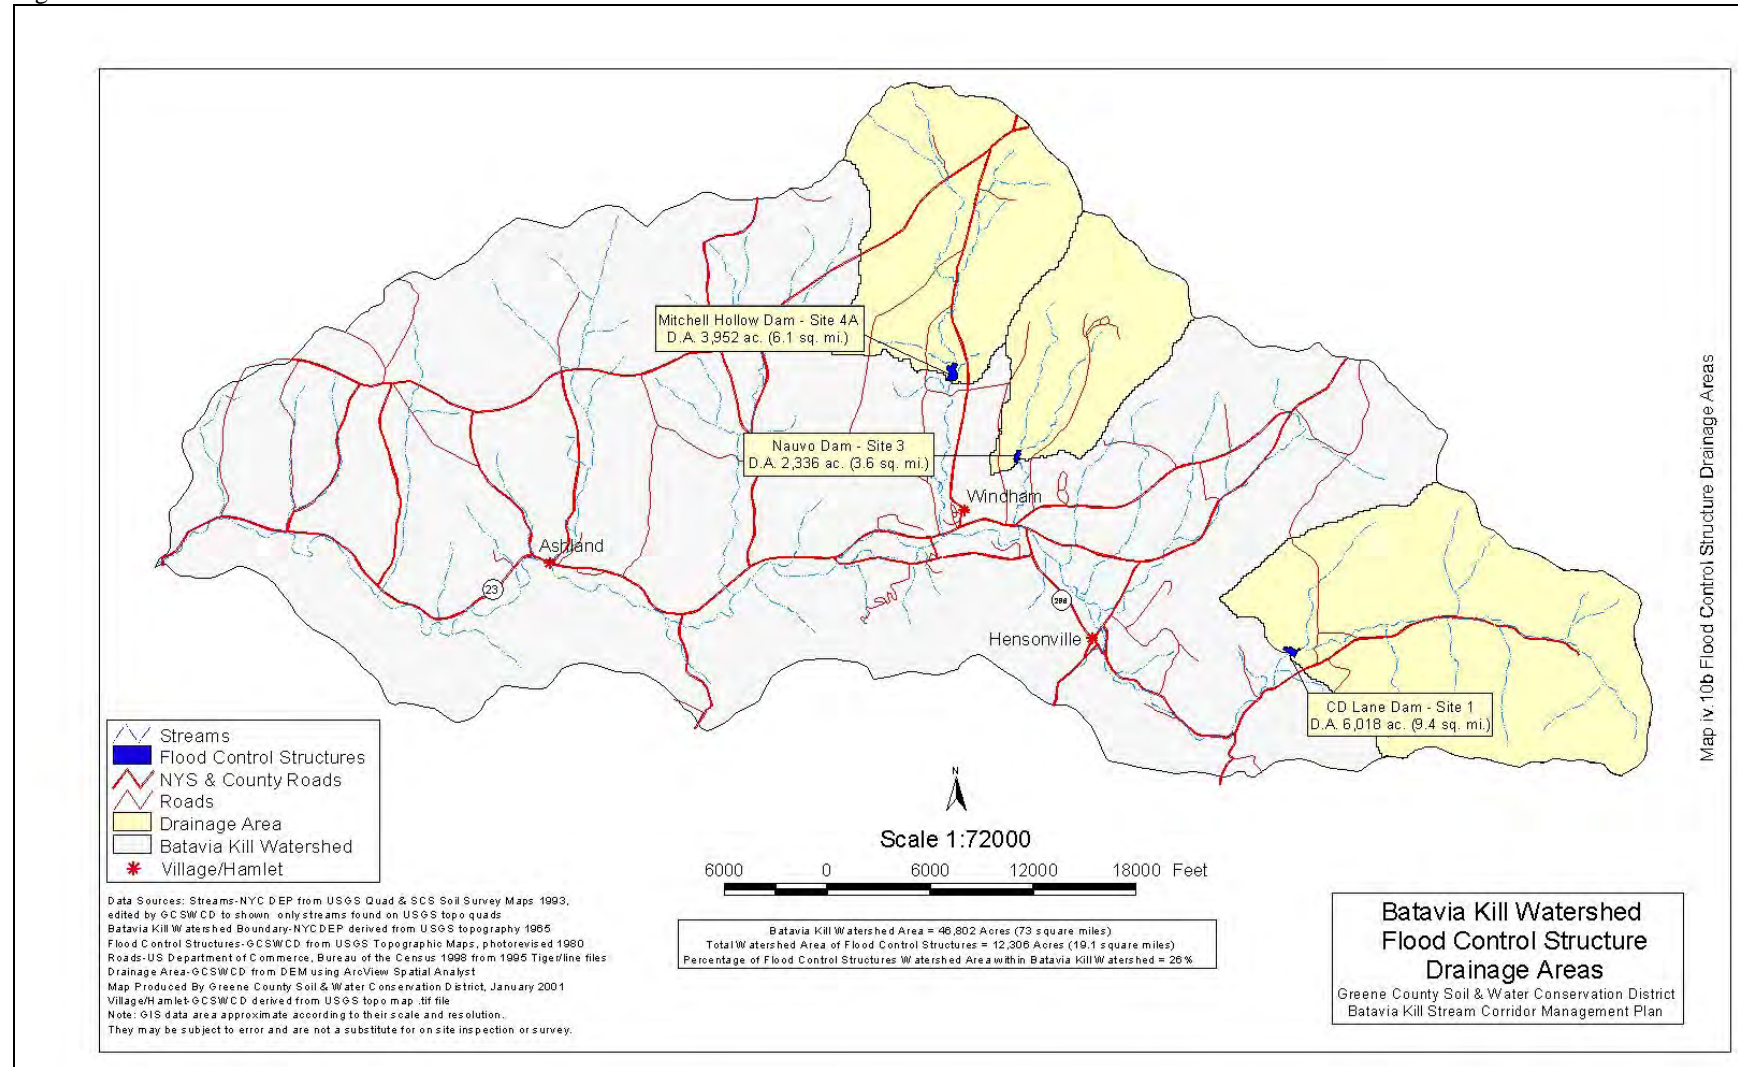 Mitchell Hollow Dam - Site 4A
D.A. 3,952 ac. (6.1 sq. mi.)
Nauvo Dam - Site 3
D.A. 2,336 ac. (3.6 sq. mi.)
Windham
Ashland
23
296
Hensonville
CD Lane Dam - Site 1
D.A. 6,018 ac. (9.4 sq. mi.)
Map iv.10b Flood Control Structure Drainage Areas
Streams
Flood Control Structures
NYS & County Roads
Roads
Drainage Area
Batavia Kill Watershed
Village/Hamlet
N
Scale 1:72000
6000 0 6000 12000 18000 Feet
Data Sources: Streams-NYC DEP from USGS Quad & SCS Soil Survey Maps 1993,
edited by GCSWCD to shown only streams found on USGS topo quads
Batavia Kill Watershed Boundary-NYCDEP derived from USGS topography 1965
Flood Control Structures-GCSWCD from USGS Topographic Maps, photorevised 1980
Roads-US Department of Commerce, Bureau of the Census 1998 from 1995 Tiger/line files
Drainage Area-GCSWCD from DEM using ArcView Spatial Analyst
Map Produced By Greene County Soil & Water Conservation District, January 2001
Village/Hamlet-GCSWCD derived from USGS topo map .tif file
Note: GIS data area approximate according to their scale and resolution.
They may be subject to error and are not a substitute for on site inspection or survey.
Batavia Kill Watershed Area = 46,802 Acres (73 square miles)
Total Watershed Area of Flood Control Structures = 12,306 Acres (19.1 square miles)
Percentage of Flood Control Structures Watershed Area within Batavia Kill Watershed = 26%
Batavia Kill Watershed
Flood Control Structure
Drainage Areas
Greene County Soil & Water Conservation District
Batavia Kill Stream Corridor Management Plan